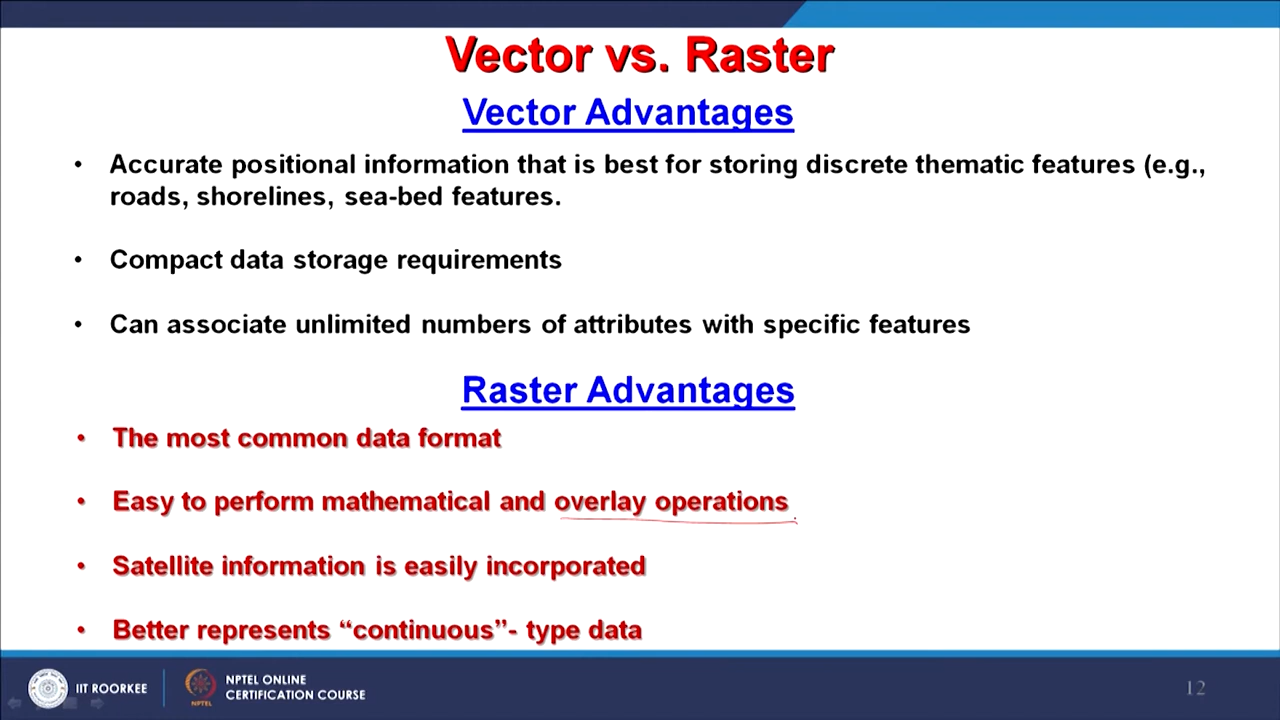 Vector vs. Raster
Vector Advantages
• Accurate positional information that is best for storing discrete thematic features (e.g.,
roads, shorelines, sea-bed features.
• Compact data storage requirements
• Can associate unlimited numbers of attributes with specific features
Raster Advantages
• The most common data format
• Easy to perform mathematical and overlay operations
• Satellite information is easily incorporated
• Better represents “continuous”- type data
IIT ROORKEE
NPTEL
NPTEL ONLINE
CERTIFICATION COURSE
12